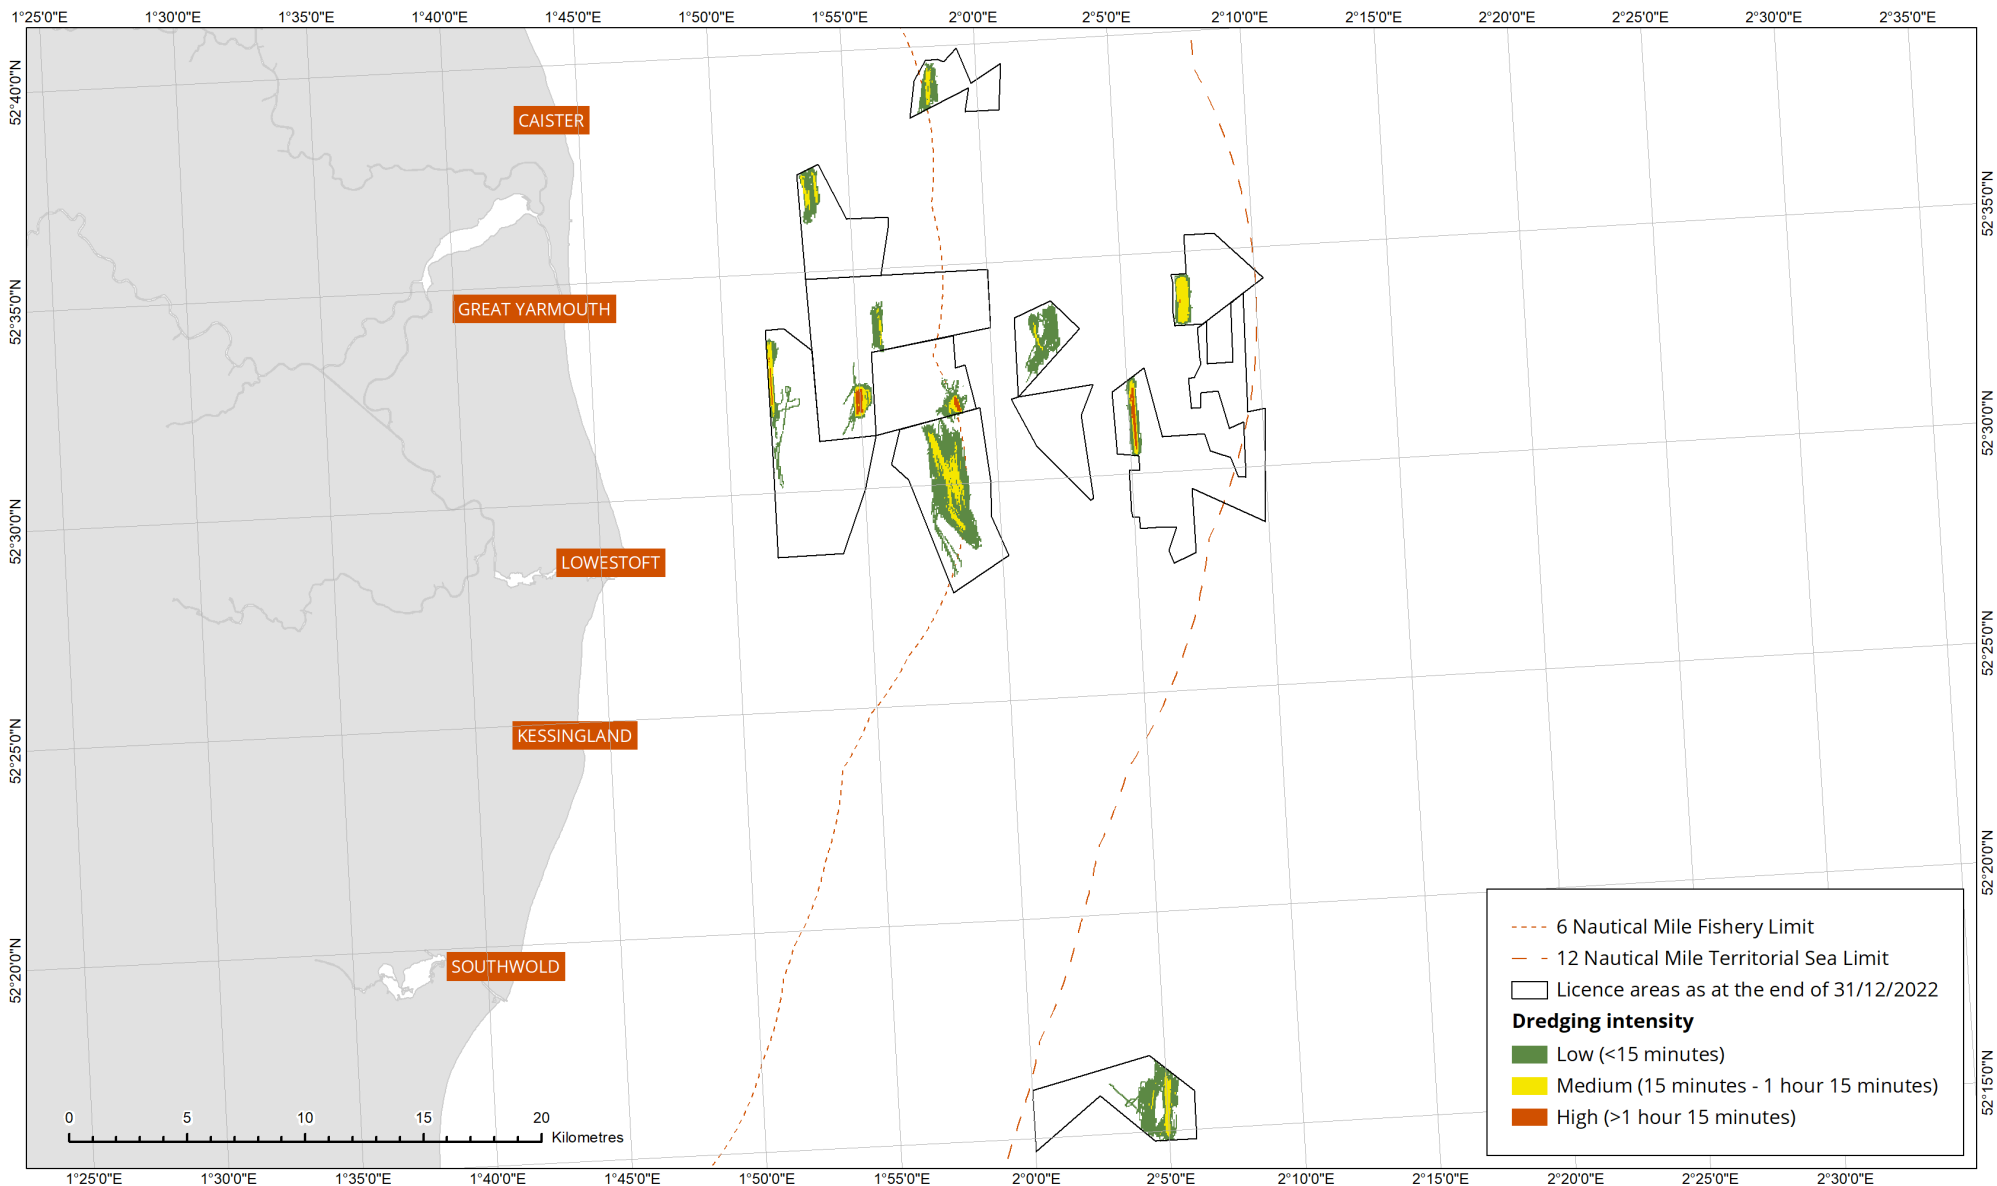 1°25'0"E 1°30'0"E 1°35'0"E 1°40'0"E 1°45'0"E 1°50'0"E 1°55'0"E 2°0'0"E 2°5'0"E 2°10'0"E 2°15'0"E 2°20'0"E 2°25'0"E 2°30'0"E 2°35'0"E
52°40'0"N
CAISTER
52°35'0"N
52°35'0"N
GREAT YARMOUTH
52°30'0"N
52°30'0"N
LOWESTOFT
52°25'0"N
52°25'0"N
KESSINGLAND
52°20'0"N
52°20'0"N
SOUTHWOLD
52°15'0"N
6 Nautical Mile Fishery Limit
12 Nautical Mile Territorial Sea Limit
Licence areas as at the end of 31/12/2022
Dredging intensity
Low (<15 minutes)
Medium (15 minutes - 1 hour 15 minutes)
High (>1 hour 15 minutes)
0 5 10 15 20
Kilometres
1°25'0"E 1°30'0"E 1°35'0"E 1°40'0"E 1°45'0"E 1°50'0"E 1°55'0"E 2°0'0"E 2°5'0"E 2°10'0"E 2°15'0"E 2°20'0"E 2°25'0"E 2°30'0"E